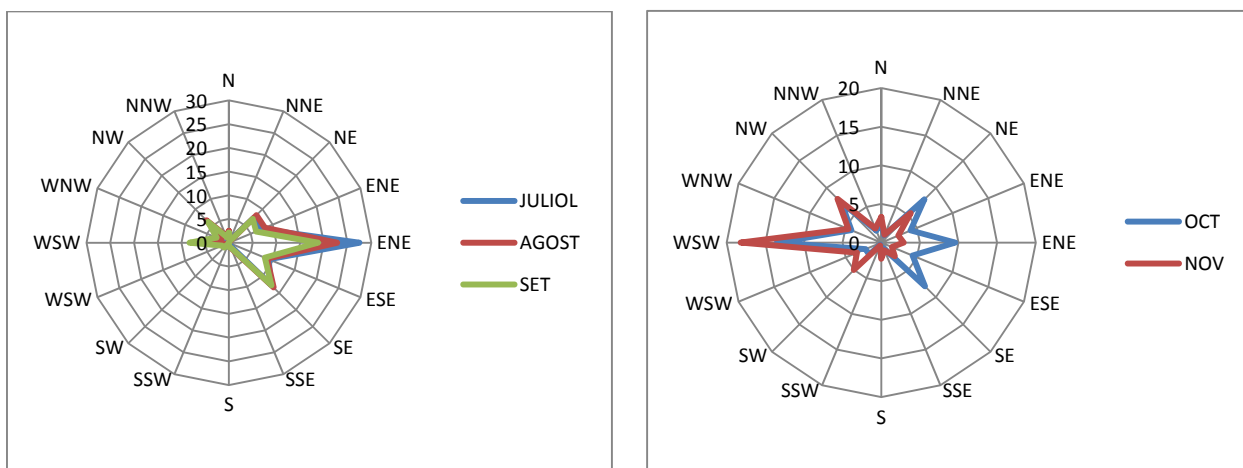 N
NNE
NE
ENE
ENE
ESE
SE
SSE
S
SSW
SW
WSW
WSW
WNW
NW
NNW
30
25
20
15
10
5
0
JULIOL
AGOST
SET
N
NNE
NE
ENE
ENE
ESE
SE
SSE
S
SSW
SW
WSW
WSW
WNW
NW
NNW
20
15
10
5
0
OCT
NOV